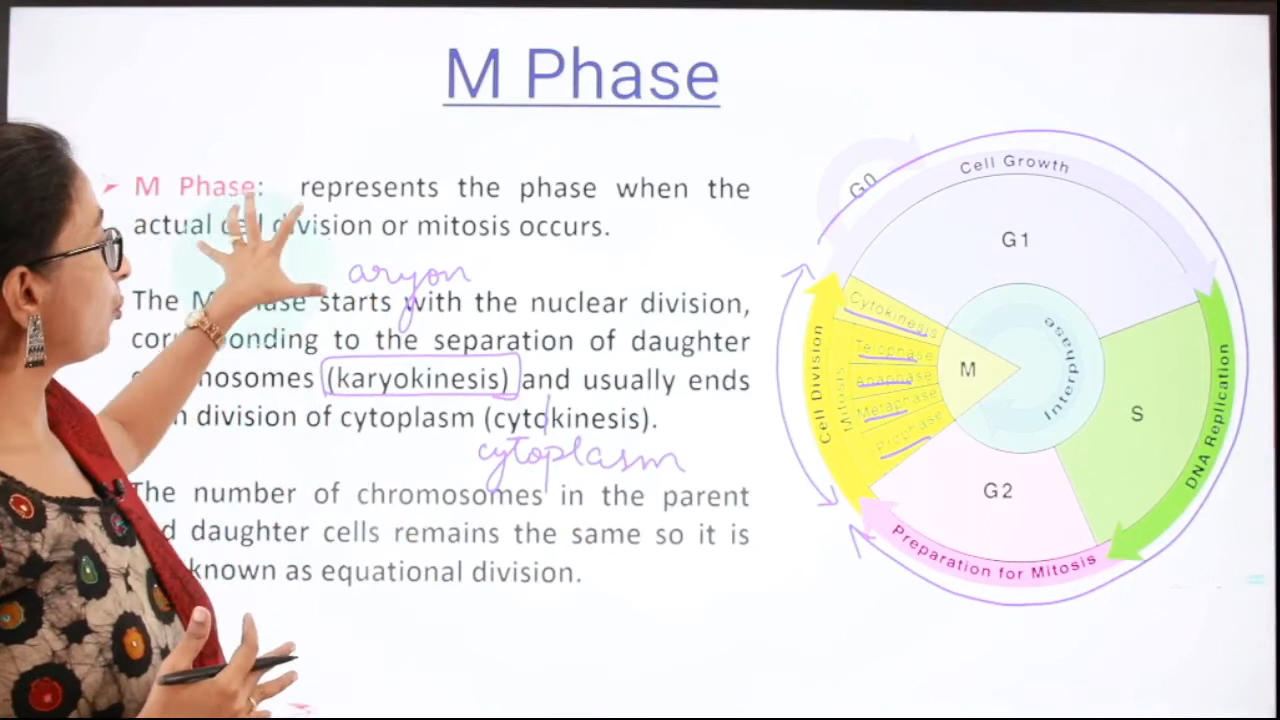 M Phase
M Phase: represents the phase when the
actual cell division or mitosis occurs.
aryon
The M Phase starts with the nuclear division,
corresponding to the separation of daughter
chromosomes (karyokinesis) and usually ends
division of cytoplasm (cytokinesis).
cytoplasm
The number of chromosomes in the parent
daughter cells remains the same so it is
known as equational division.
G0
Cell Growth
G1
Cytokinesis
Telophase
Anaphase
Metaphase
Prophase
Mitosis
Cell Division
M
Interphase
S
DNA Replication
G2
Preparation for Mitosis